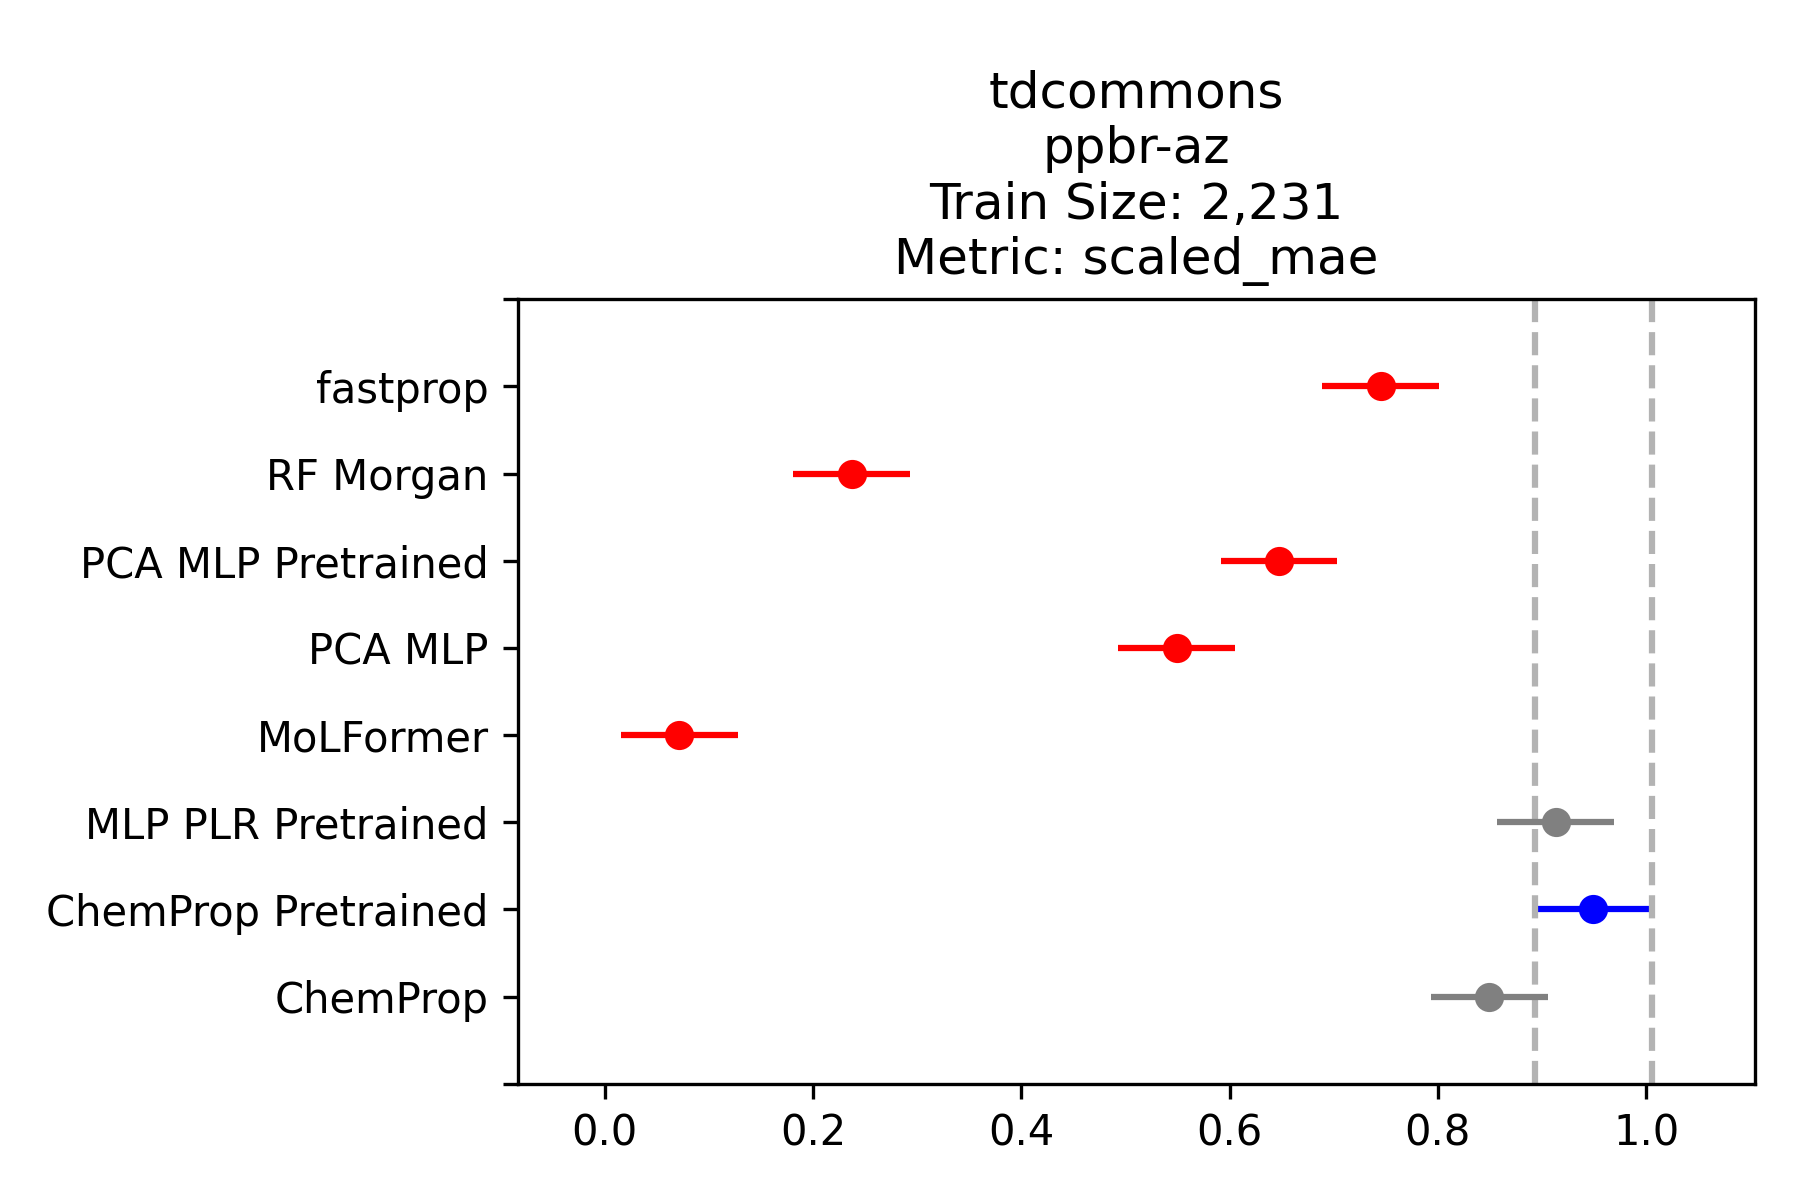 tdcommons
ppbr-az
Train Size: 2,231
Metric: scaled_mae
fastprop
RF Morgan
PCA MLP Pretrained
PCA MLP
MoLFormer
MLP PLR Pretrained
ChemProp Pretrained
ChemProp
0.0 0.2 0.4 0.6 0.8 1.0